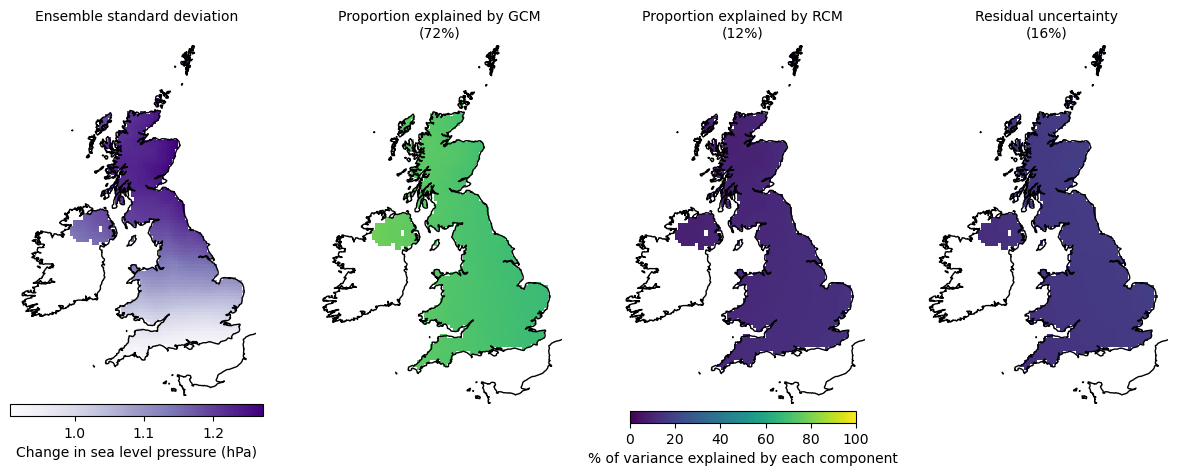 Ensemble standard deviation
Proportion explained by GCM
(72%)
Proportion explained by RCM
(12%)
Residual uncertainty
(16%)
1.0 1.1 1.2
Change in sea level pressure (hPa)
0 20 40 60 80 100
% of variance explained by each component